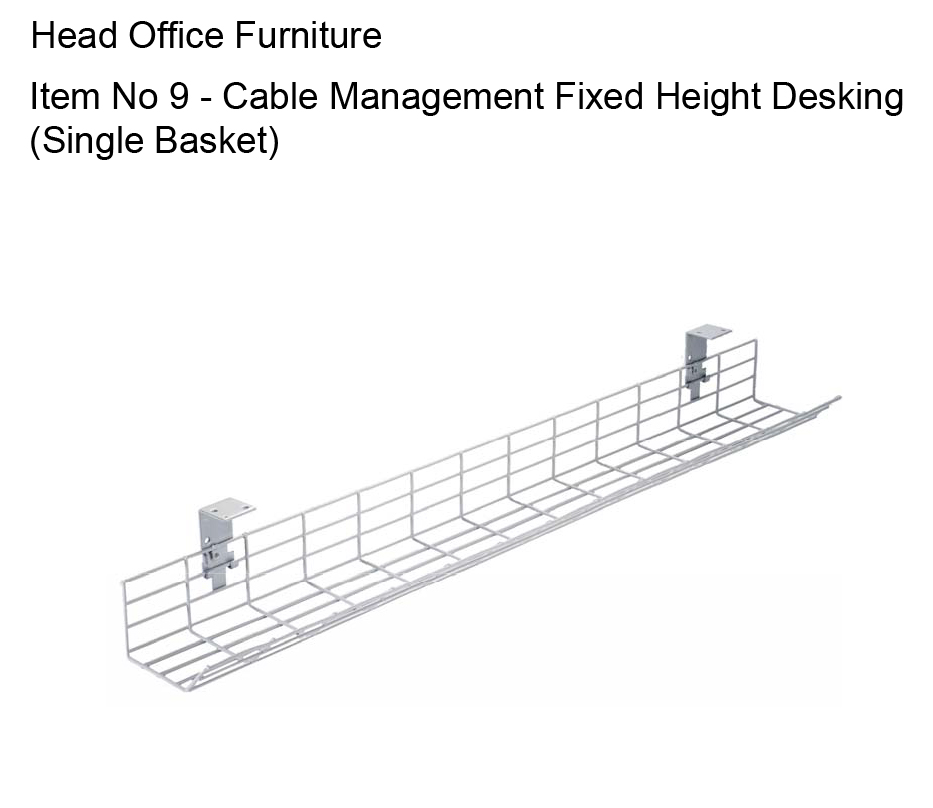 Head Office Furniture
Item No 9 - Cable Management Fixed Height Desking
(Single Basket)